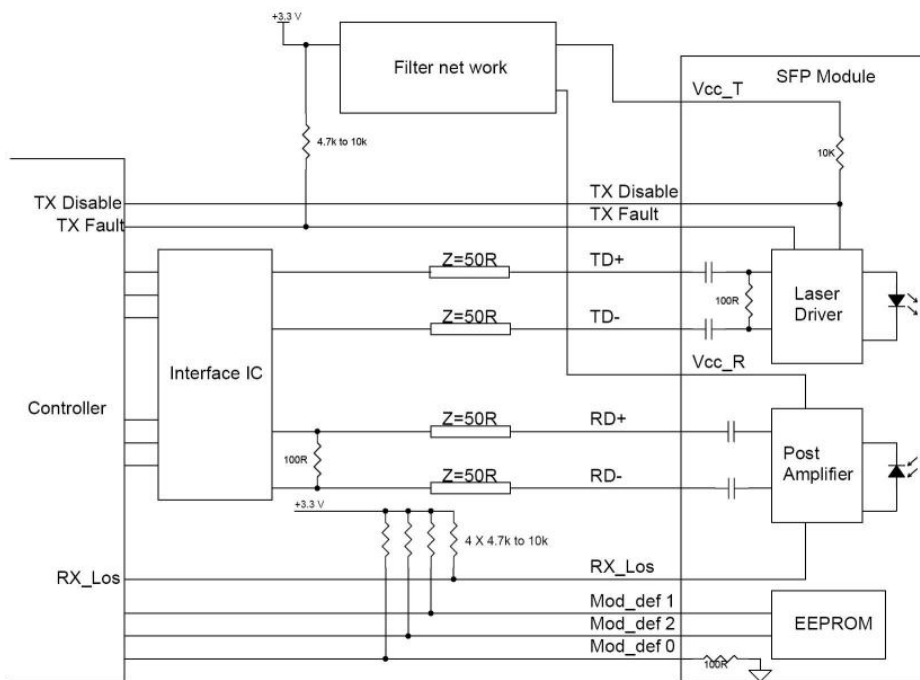 +3.3 V
Filter net work
SFP Module
Vcc_T
4.7k to 10k
10K
TX Disable
TX Disable
TX Fault
TX Fault
Z=50R
TD+
100R
Laser
Driver
Z=50R
TD-
Vcc_R
Interface IC
Controller
Z=50R
RD+
100R
Post
Amplifier
Z=50R
RD-
+3.3 V
4 X 4.7k to 10k
RX_Los
RX_Los
Mod_def 1
EEPROM
Mod_def 2
Mod_def 0
100R